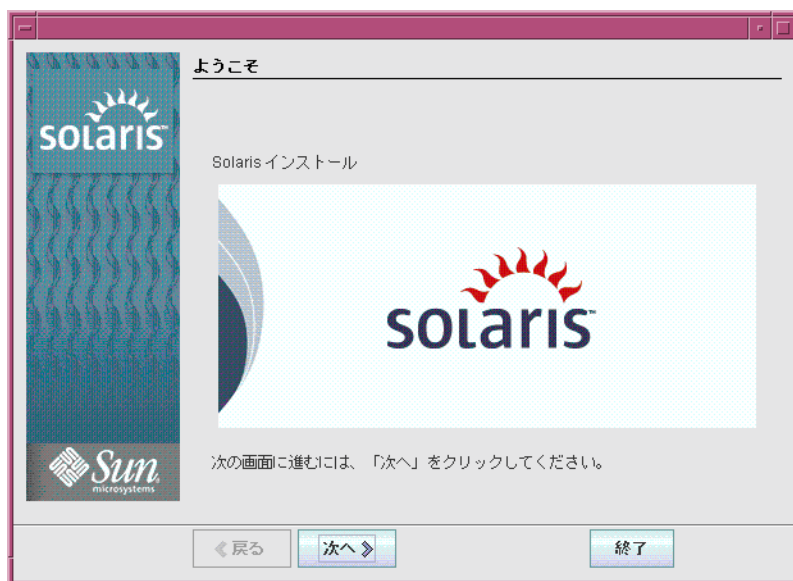 ようこそ
solaris™
Solaris インストール
solaris™
次の画面に進むには、「次へ」をクリックしてください。
Sun
microsystems
戻る
次へ
終了